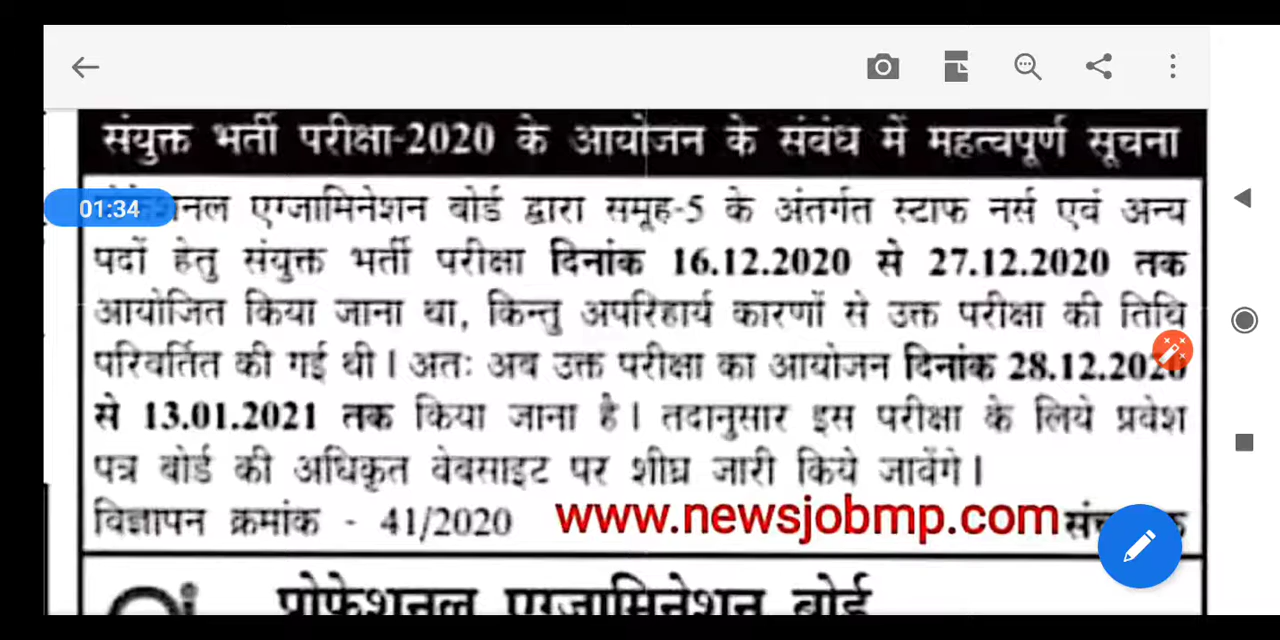 संयुक्त भर्ती परीक्षा-2020 के आयोजन के संबंध में महत्वपूर्ण सूचना
01:34
एग्जामिनेशन बोर्ड द्वारा समूह-5 के अंतर्गत स्टाफ नर्स एवं अन्य
पदों हेतु संयुक्त भर्ती परीक्षा दिनांक 16.12.2020 से 27.12.2020 तक
आयोजित किया जाना था, किन्तु अपरिहार्य कारणों से उक्त परीक्षा की तिथि
परिवर्तित की गई थी। अतः अब उक्त परीक्षा का आयोजन दिनांक 28.12.2020
से 13.01.2021 तक किया जाना है। तदानुसार इस परीक्षा के लिये प्रवेश
पत्र बोर्ड की अधिकृत वेबसाइट पर शीघ्र जारी किये जावेंगे।
विज्ञापन क्रमांक - 41/2020 www.newsjobmp.com
प्रोफेशनल एग्जामिनेशन बोर्ड